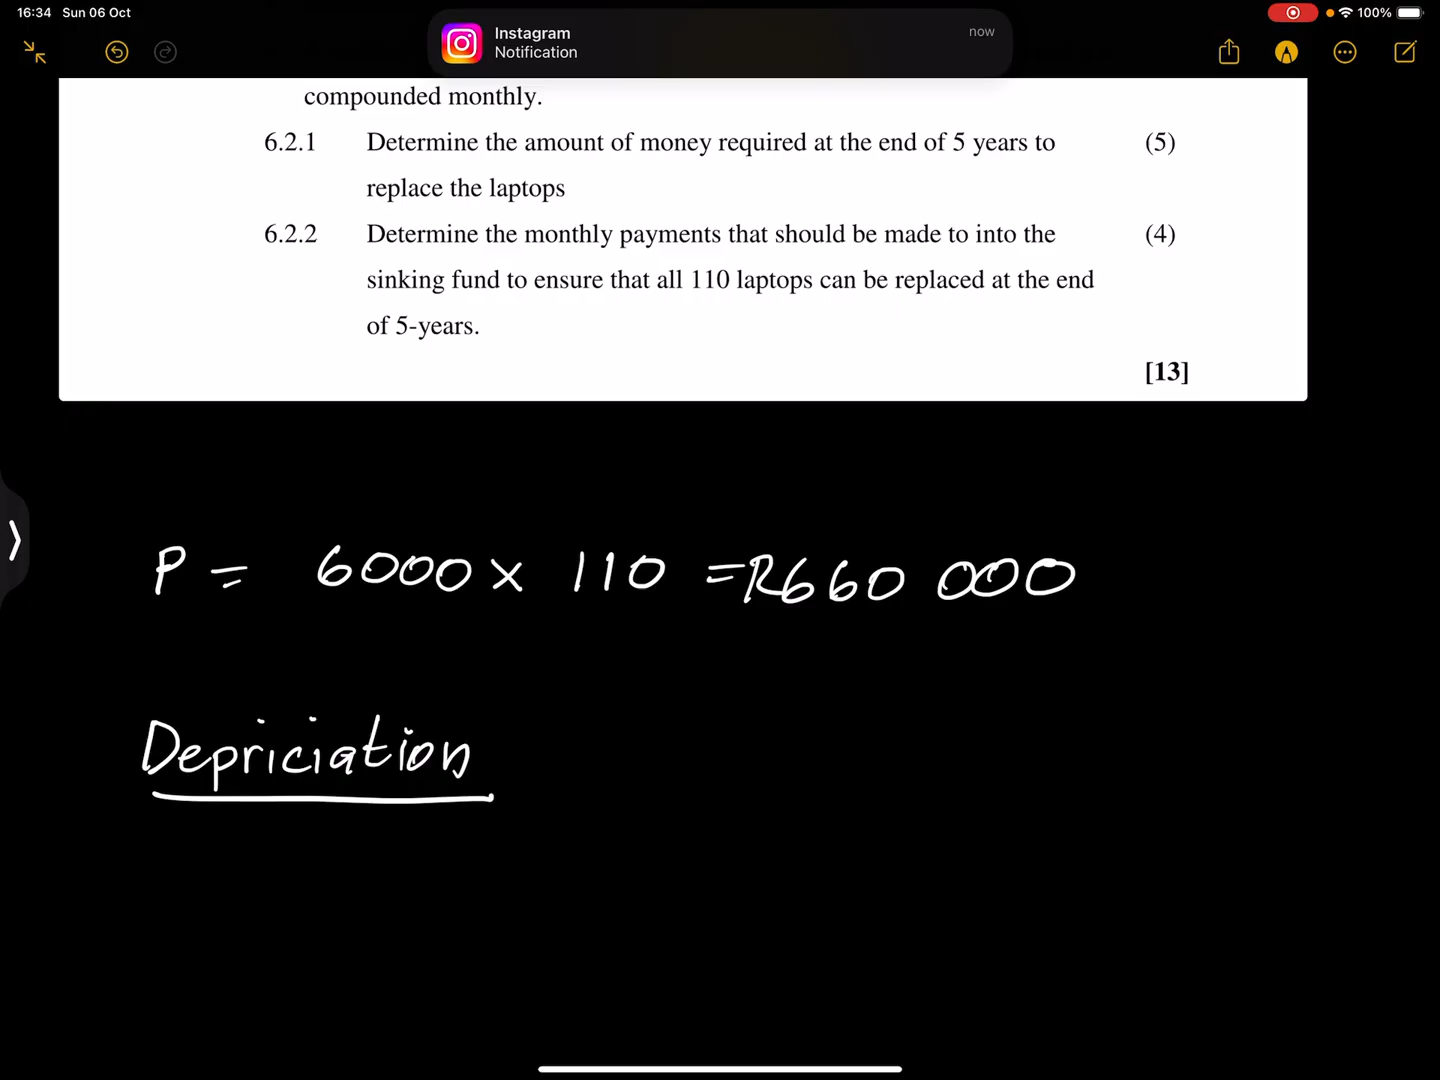 16:34 Sun 06 Oct
100%
Instagram
now
Notification
compounded monthly.
6.2.1 Determine the amount of money required at the end of 5 years to (5)
replace the laptops
6.2.2 Determine the monthly payments that should be made to into the (4)
sinking fund to ensure that all 110 laptops can be replaced at the end
of 5-years.
[13]
P = 6000 × 110 = R660 000
Depriciation